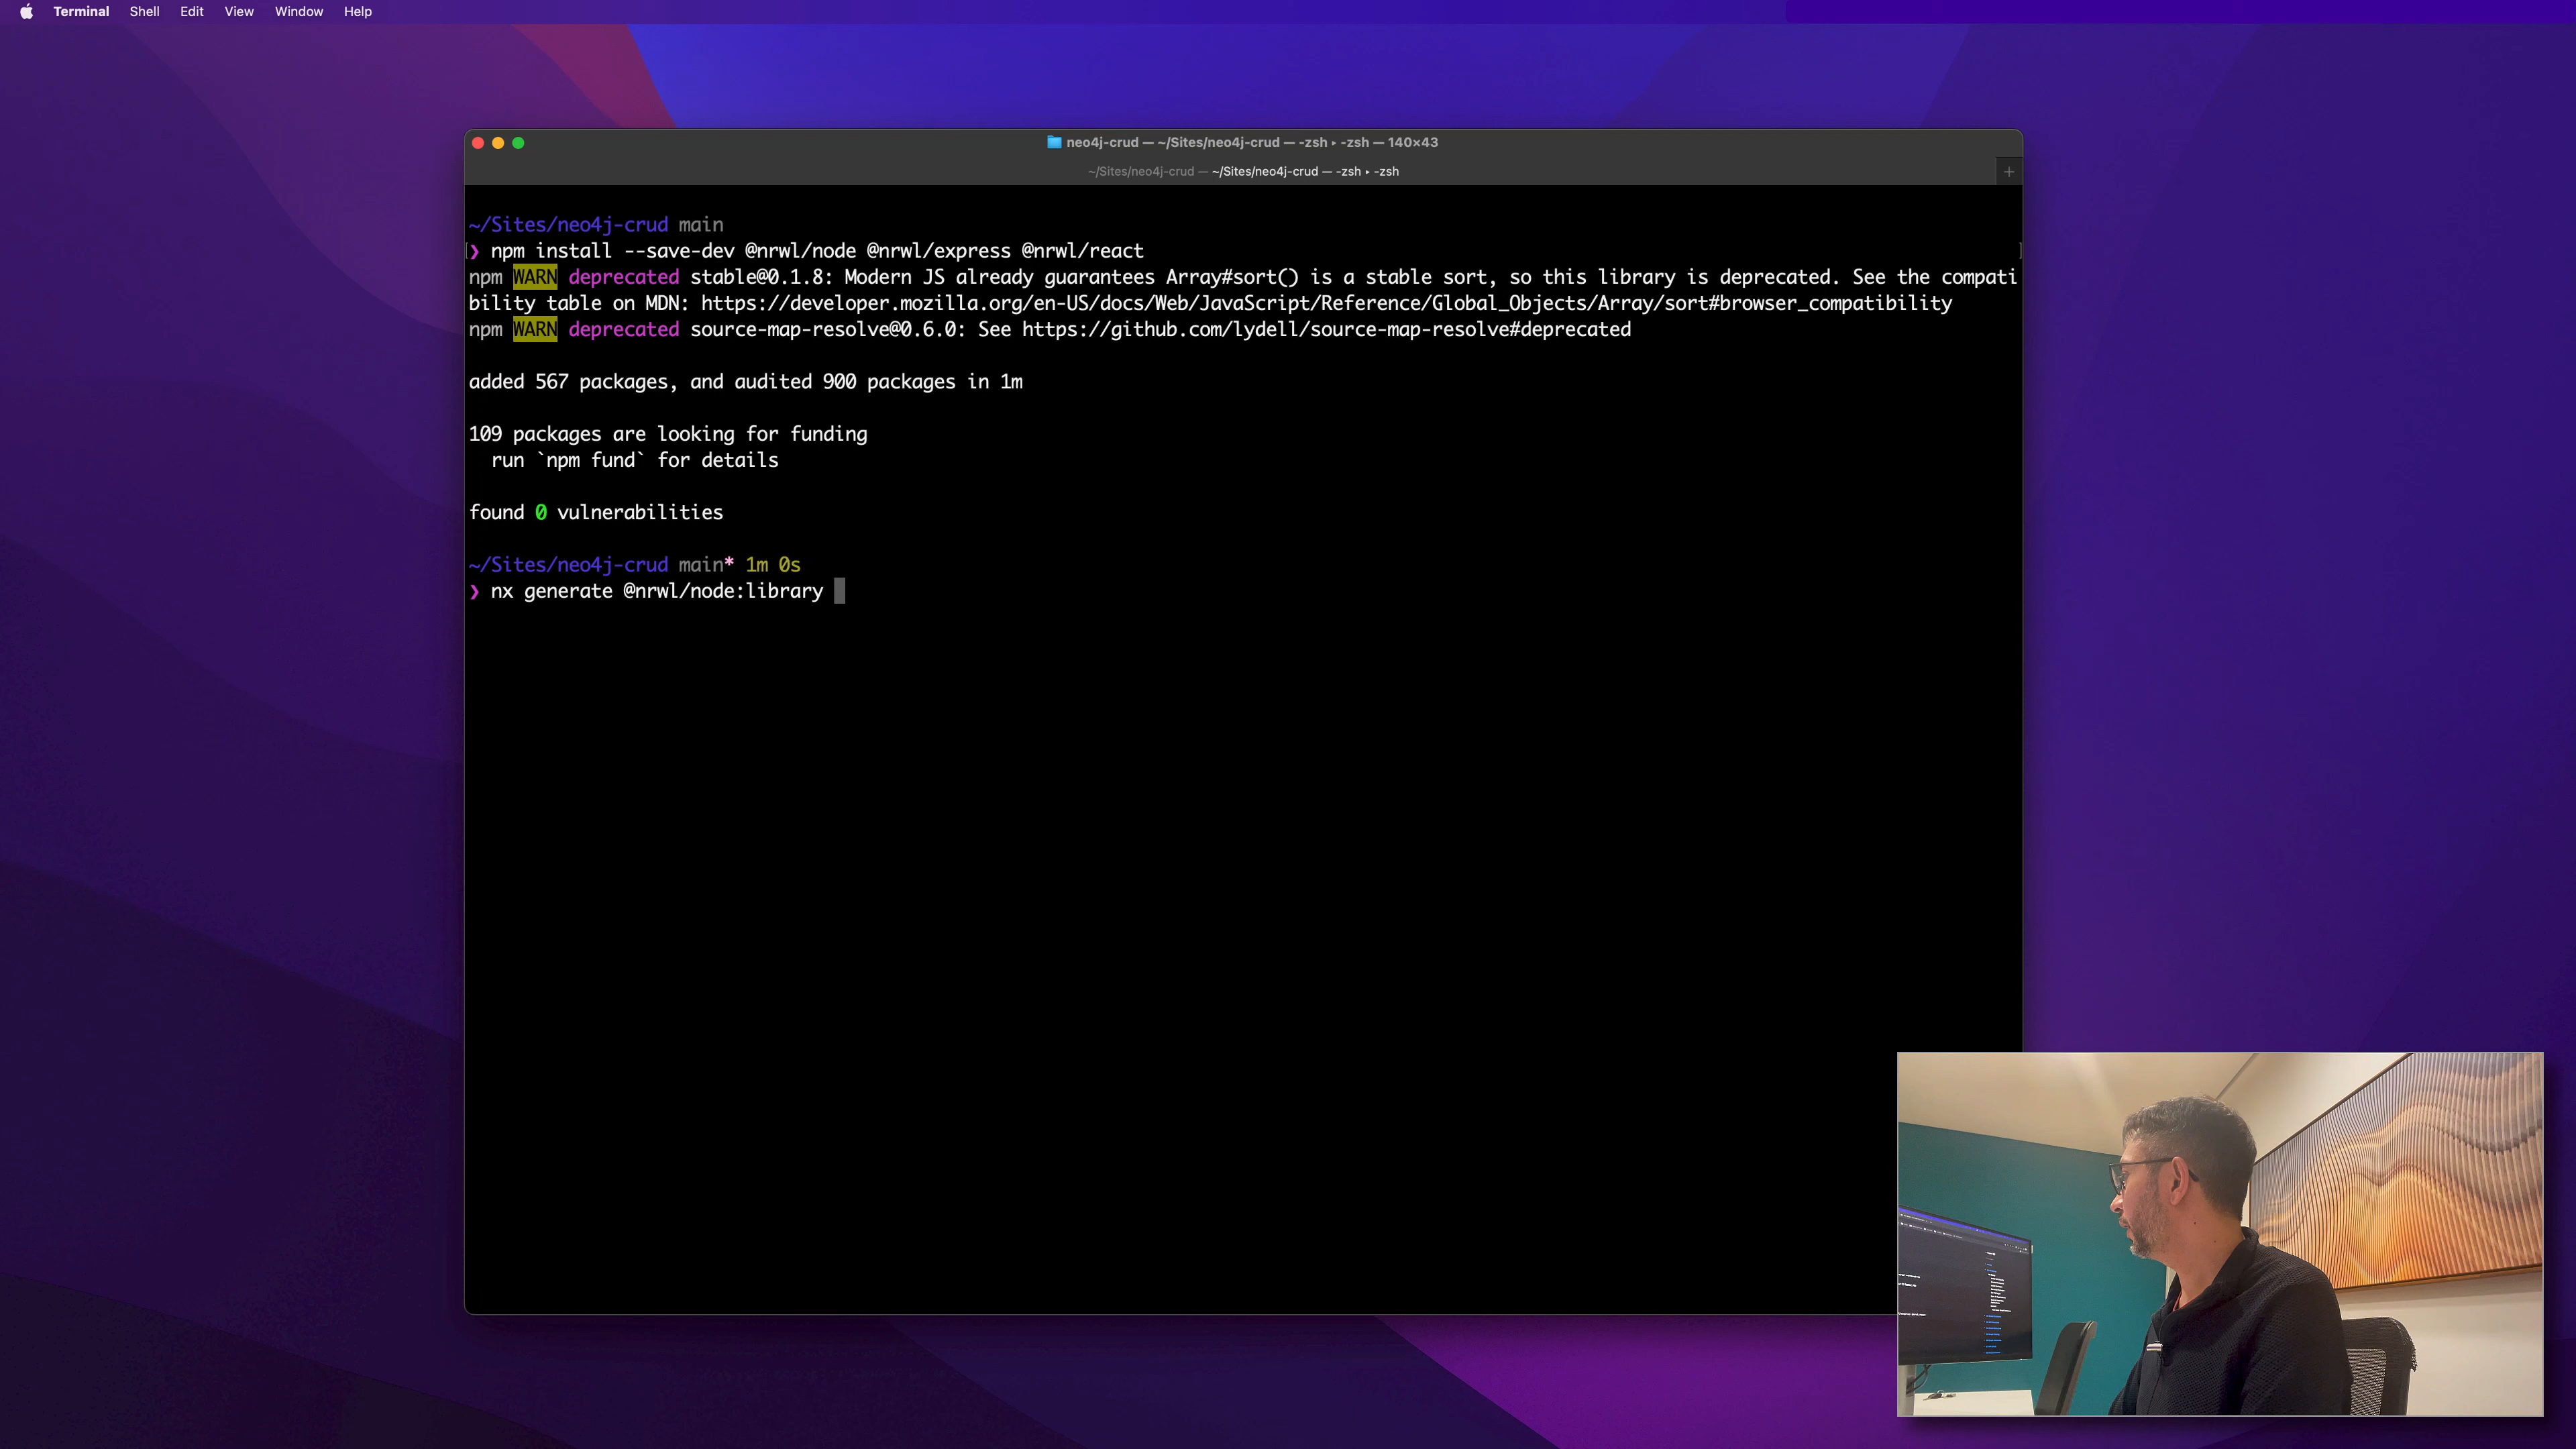 Terminal Shell Edit View Window Help
neo4j-crud — ~/Sites/neo4j-crud — -zsh ▸ -zsh — 140×43
~/Sites/neo4j-crud — ~/Sites/neo4j-crud — -zsh ▸ -zsh
~/Sites/neo4j-crud main
❯ npm install --save-dev @nrwl/node @nrwl/express @nrwl/react
npm WARN deprecated stable@0.1.8: Modern JS already guarantees Array#sort() is a stable sort, so this library is deprecated. See the compati
bility table on MDN: https://developer.mozilla.org/en-US/docs/Web/JavaScript/Reference/Global_Objects/Array/sort#browser_compatibility
npm WARN deprecated source-map-resolve@0.6.0: See https://github.com/lydell/source-map-resolve#deprecated
added 567 packages, and audited 900 packages in 1m
109 packages are looking for funding
run `npm fund` for details
found 0 vulnerabilities
~/Sites/neo4j-crud main* 1m 0s
❯ nx generate @nrwl/node:library